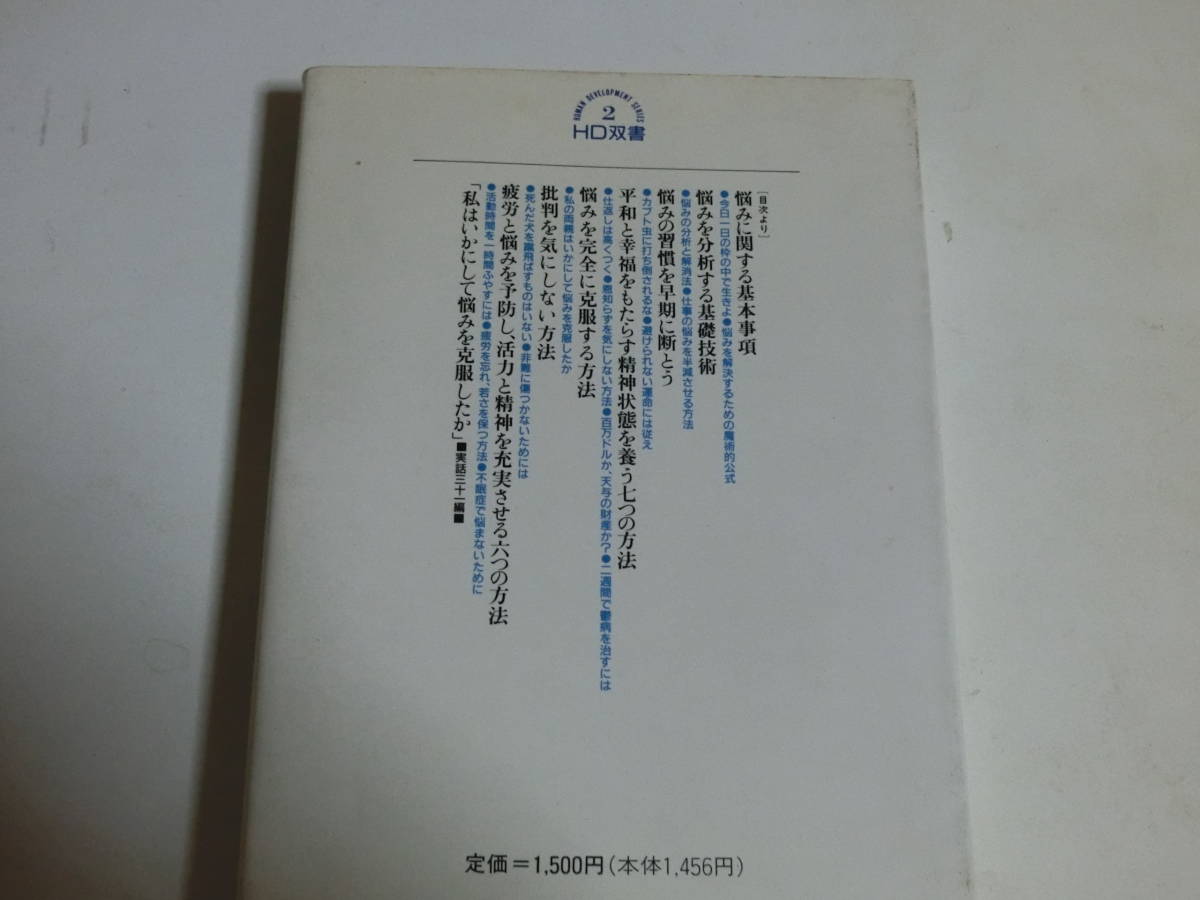 HUMAN DEVELOPMENT SERIES
2
HD双書
[目次より]
悩みに関する基本事項
●今日一日の枠の中で生きよ●悩みを解決するための魔術的公式
悩みを分析する基礎技術
●悩みの分析と解消法●仕事の悩みを半減させる方法
悩みの習慣を早期に断とう
●カブト虫に打ち倒されるな●避けられない運命には従え
平和と幸福をもたらす精神状態を養う七つの方法
●仕返しは高くつく●恩知らずを気にしない方法●百万ドルか、天与の財産か?●二週間で鬱病を治すには
悩みを完全に克服する方法
●私の両親はいかにして悩みを克服したか
批判を気にしない方法
●死んだ犬を蹴飛ばすものはいない●非難に傷つかないためには
疲労と悩みを予防し、活力と精神を充実させる六つの方法
●活動時間を一時間ふやすには●疲労を忘れ、若さを保つ方法●不眠症で悩まないために
「私はいかにして悩みを克服したか」■実話三十一編■
定価=1,500円(本体1,456円)